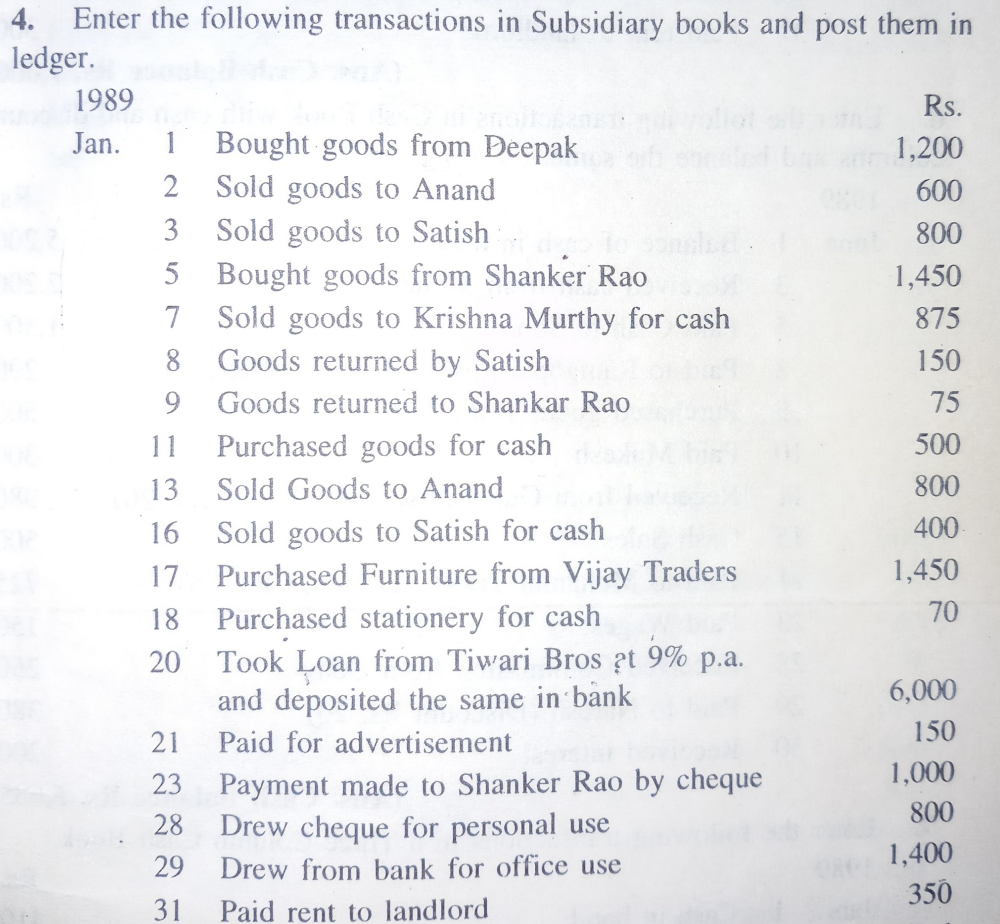 4. Enter the following transactions in Subsidiary books and post them in
ledger.
1989 Rs.
Jan. 1 Bought goods from Deepak 1,200
2 Sold goods to Anand 600
3 Sold goods to Satish 800
5 Bought goods from Shanker Rao 1,450
7 Sold goods to Krishna Murthy for cash 875
8 Goods returned by Satish 150
9 Goods returned to Shankar Rao 75
11 Purchased goods for cash 500
13 Sold Goods to Anand 800
16 Sold goods to Satish for cash 400
17 Purchased Furniture from Vijay Traders 1,450
18 Purchased stationery for cash 70
20 Took Loan from Tiwari Bros at 9% p.a.
and deposited the same in bank 6,000
21 Paid for advertisement 150
23 Payment made to Shanker Rao by cheque 1,000
28 Drew cheque for personal use 800
29 Drew from bank for office use 1,400
31 Paid rent to landlord 350